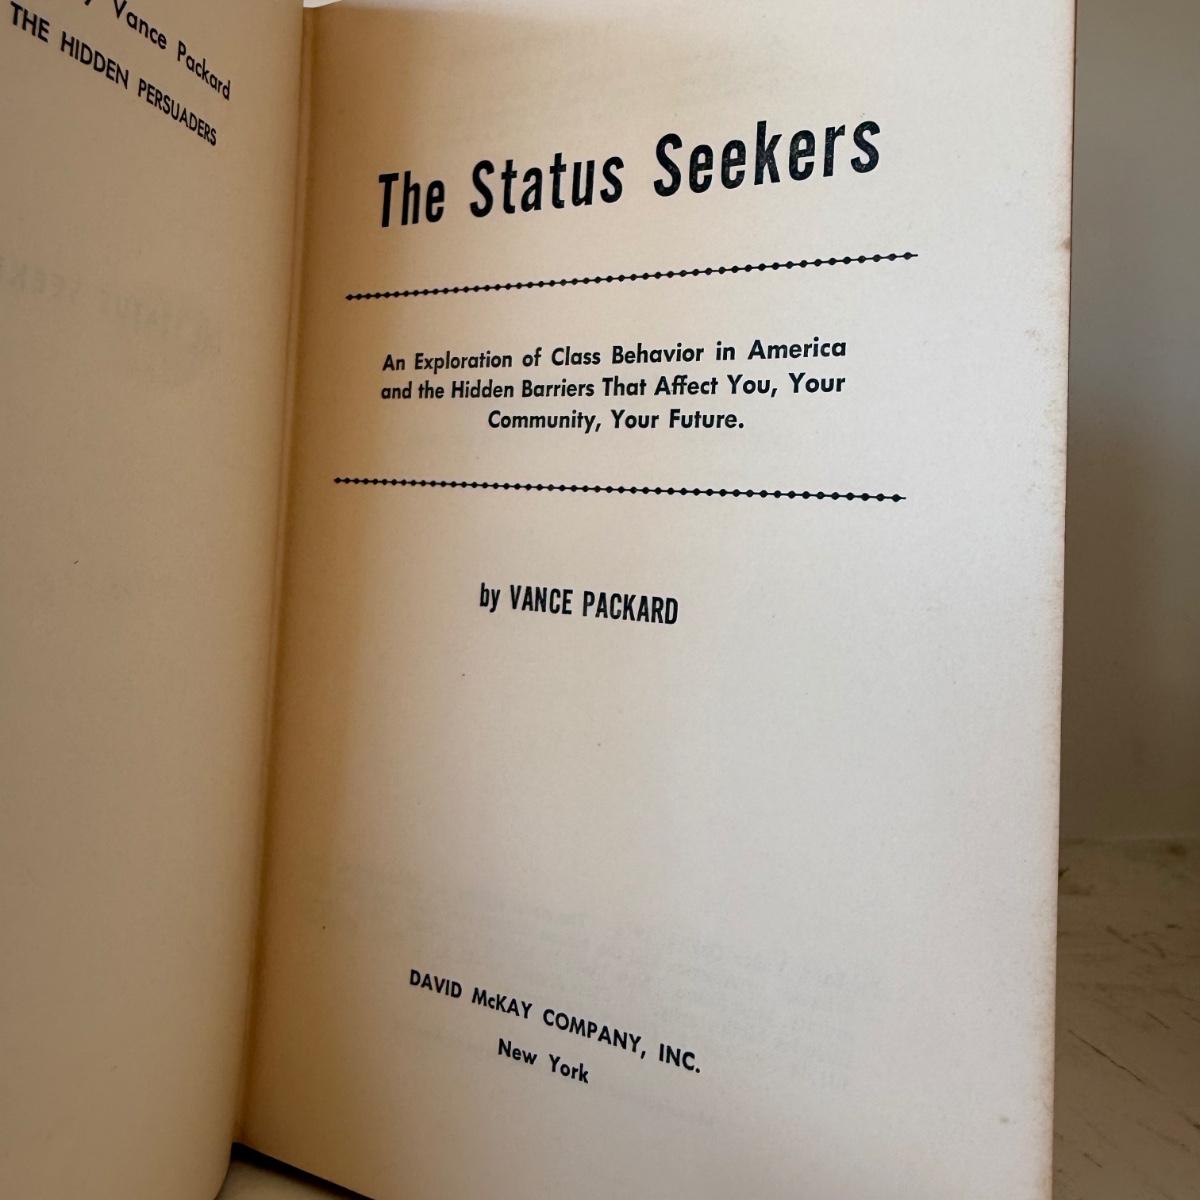 Vance Packard
THE HIDDEN PERSUADERS
The Status Seekers
An Exploration of Class Behavior in America
and the Hidden Barriers That Affect You, Your
Community, Your Future.
by VANCE PACKARD
DAVID McKAY COMPANY, INC.
New York